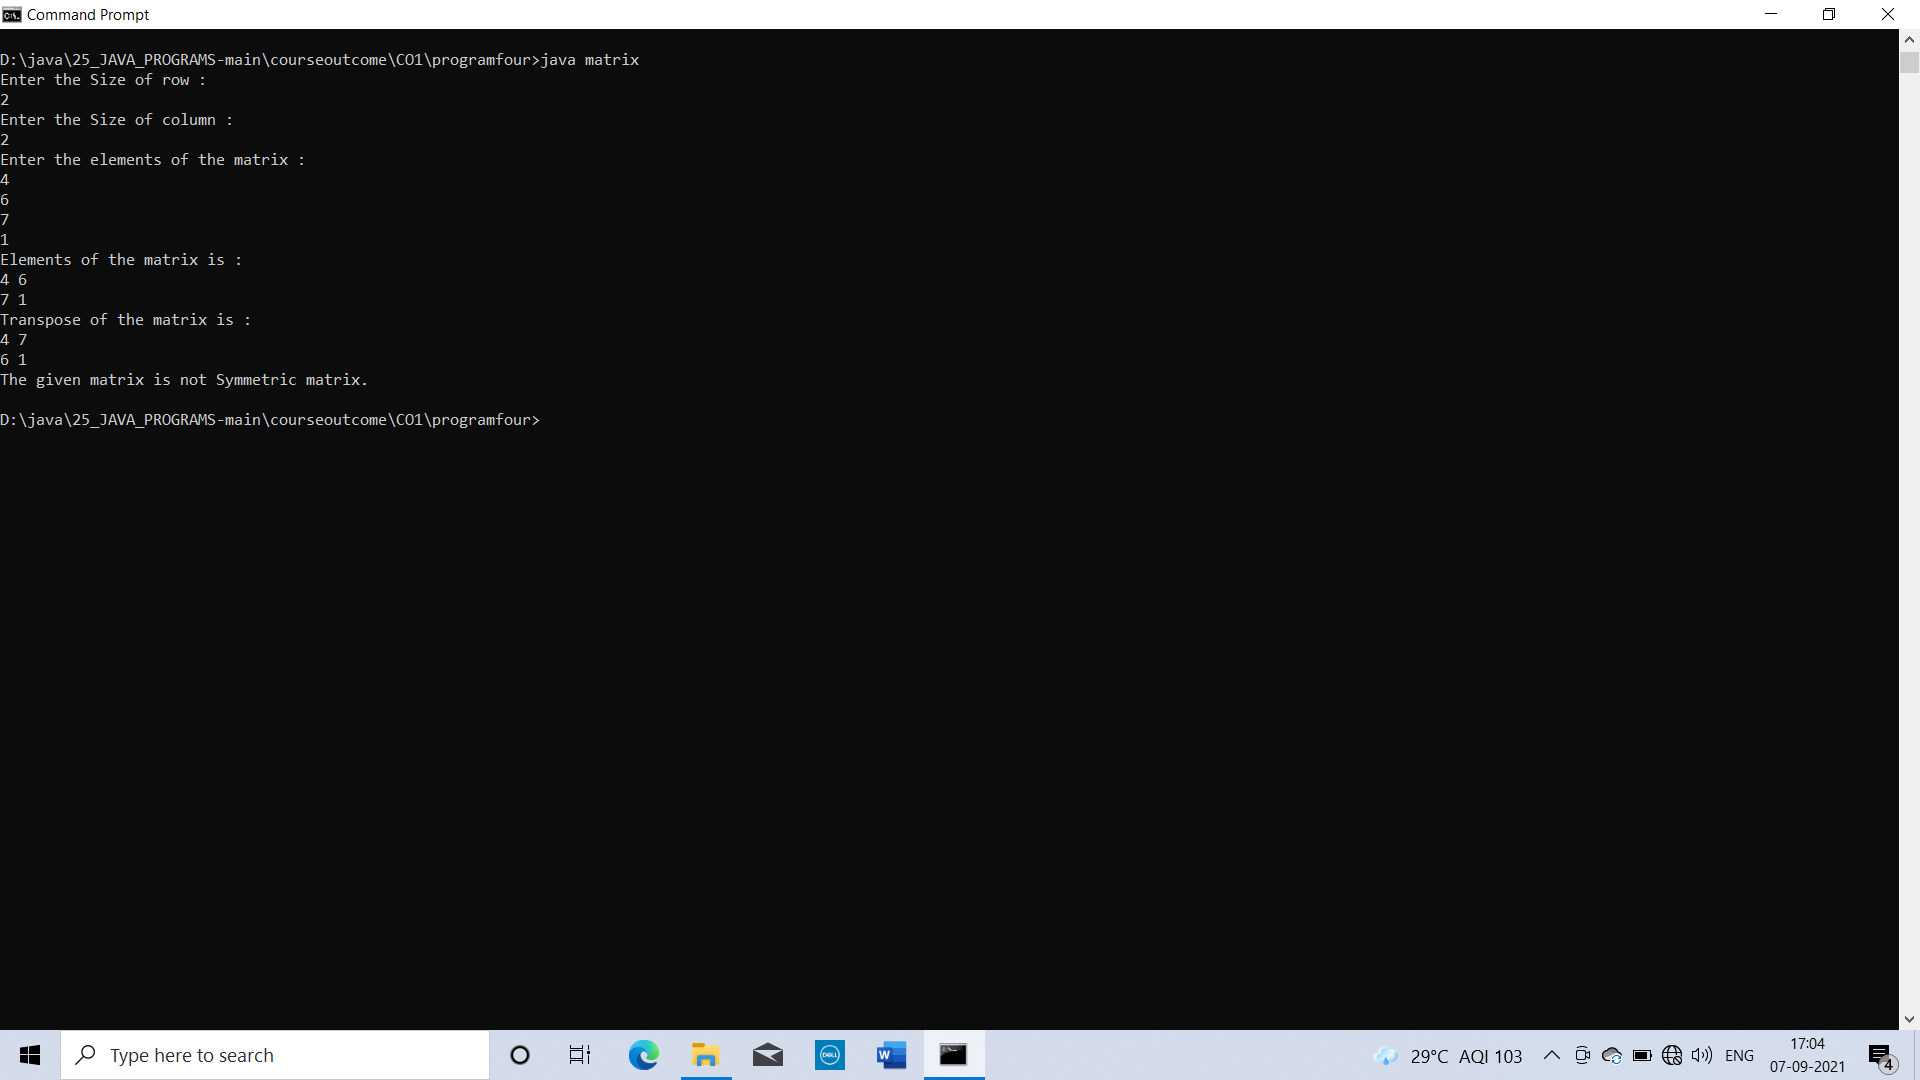 Command Prompt
D:\java\25_JAVA_PROGRAMS-main\courseoutcome\CO1\programfour>java matrix
Enter the Size of row :
2
Enter the Size of column :
2
Enter the elements of the matrix :
4
6
7
1
Elements of the matrix is :
4 6
7 1
Transpose of the matrix is :
4 7
6 1
The given matrix is not Symmetric matrix.
D:\java\25_JAVA_PROGRAMS-main\courseoutcome\CO1\programfour>
Type here to search
DELL
W
29°C AQI 103
ENG
17:04
07-09-2021
4